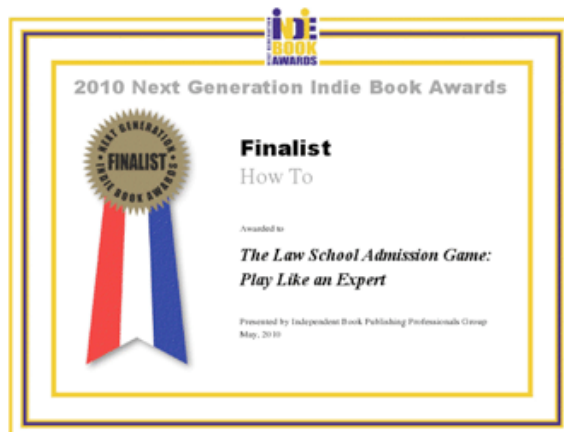 NEXT GENERATION
INDIE
BOOK
AWARDS
2010 Next Generation Indie Book Awards
NEXT GENERATION
FINALIST
INDIE BOOK AWARDS
Finalist
How To
Awarded to
The Law School Admission Game:
Play Like an Expert
Presented by Independent Book Publishing Professionals Group
May, 2010